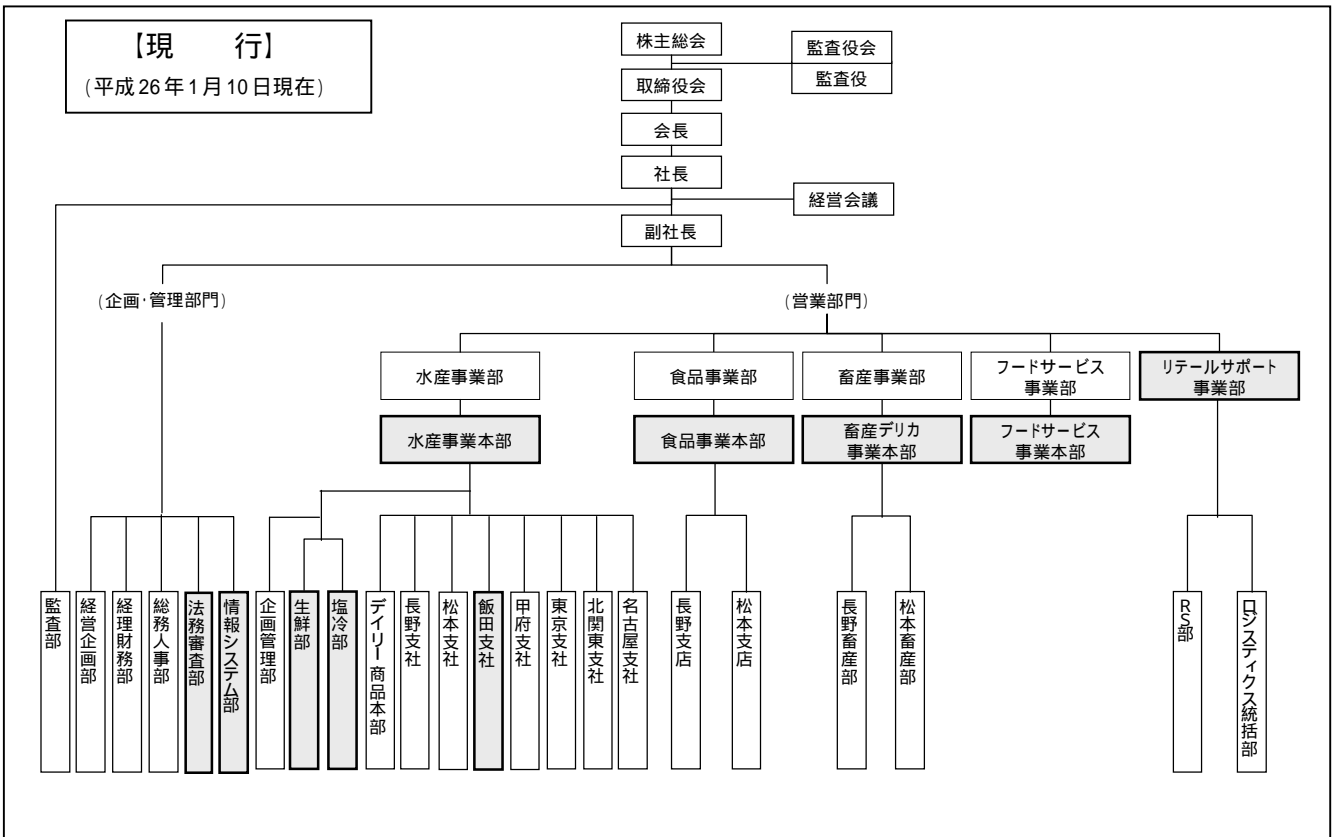 【現　　行】
(平成26年1月10日現在)
株主総会
監査役会
監査役
取締役会
会長
社長
経営会議
副社長
(企画・管理部門)
(営業部門)
水産事業部
食品事業部
畜産事業部
フードサービス
事業部
リテールサポート
事業部
水産事業本部
食品事業本部
畜産デリカ
事業本部
フードサービス
事業本部
監査部
経営企画部
経理財務部
総務人事部
法務審査部
情報システム部
企画管理部
生鮮部
塩冷部
デイリー商品本部
長野支社
松本支社
飯田支社
甲府支社
東京支社
北関東支社
名古屋支社
長野支店
松本支店
長野畜産部
松本畜産部
RS部
ロジスティクス統括部